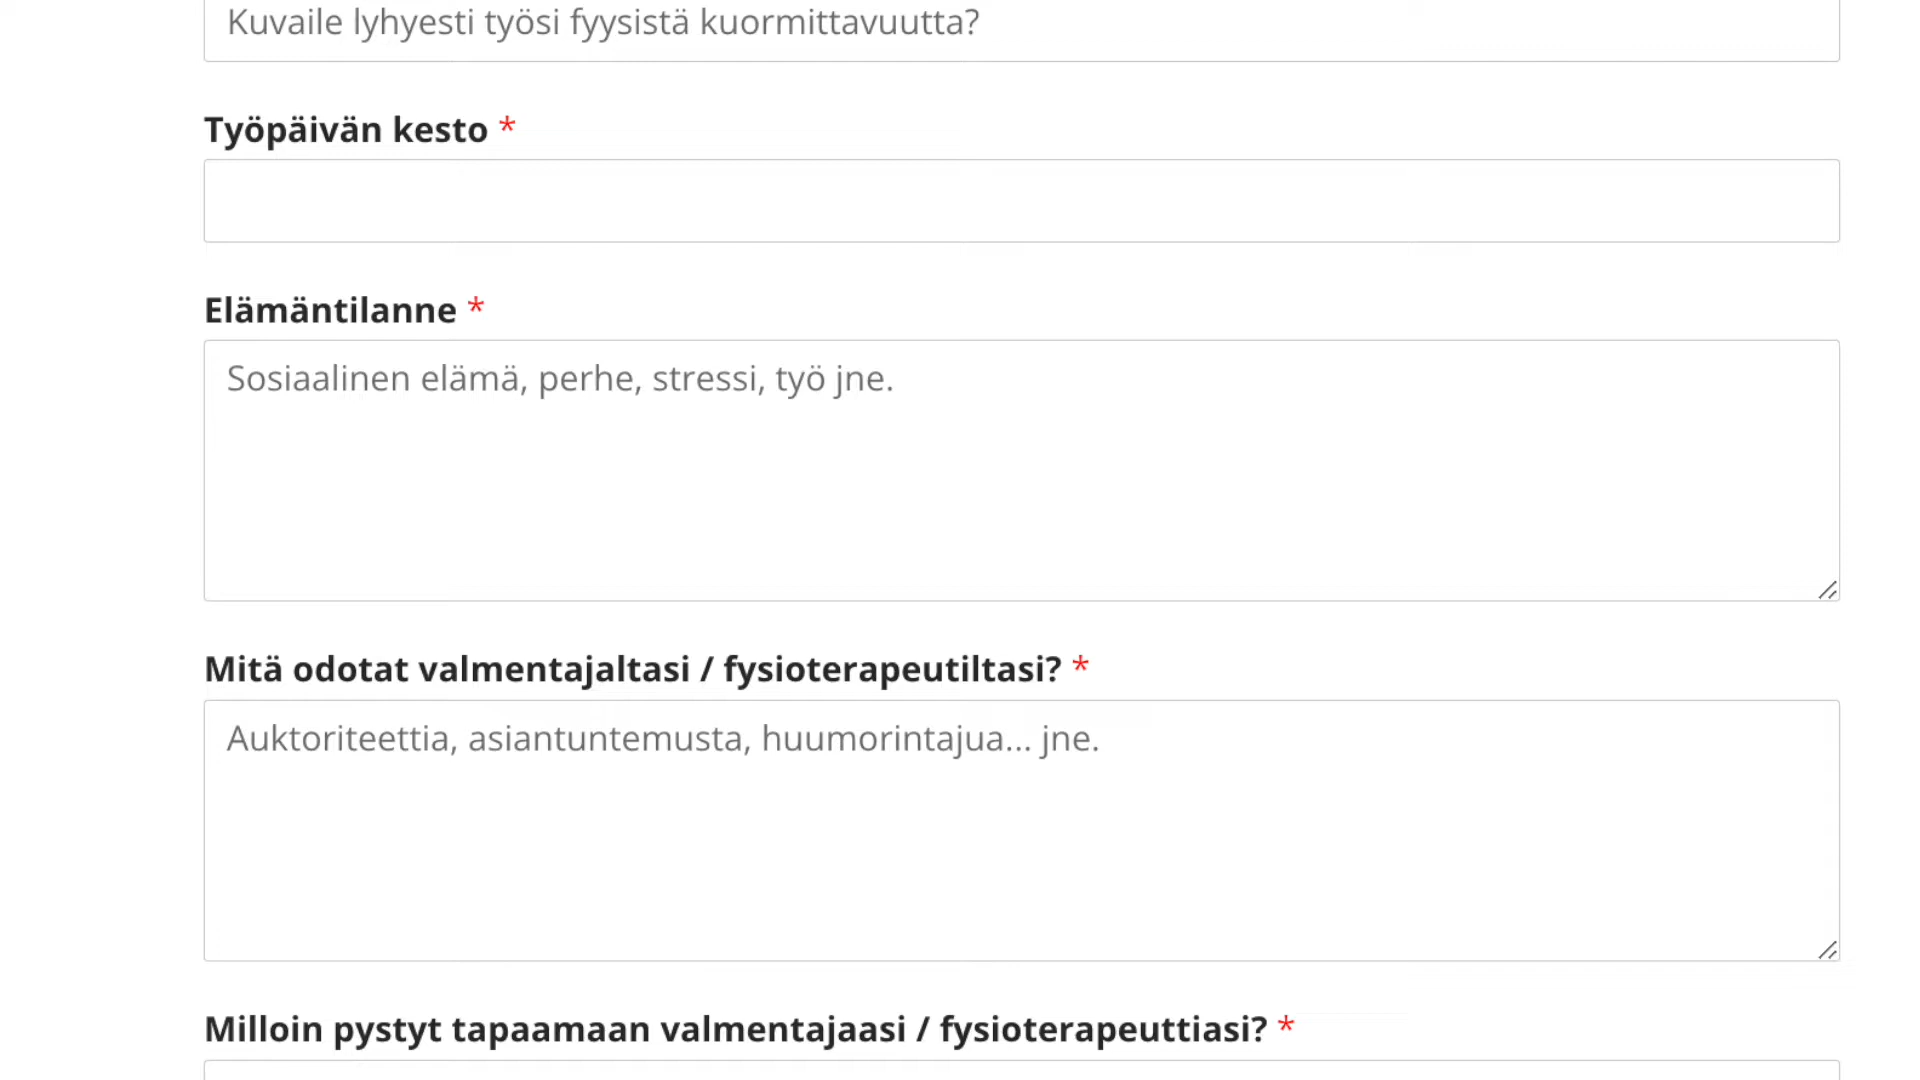 Kuvaile lyhyesti työsi fyysistä kuormittavuutta?
Työpäivän kesto *
Elämäntilanne *
Sosiaalinen elämä, perhe, stressi, työ jne.
Mitä odotat valmentajaltasi / fysioterapeutiltasi? *
Auktoriteettia, asiantuntemusta, huumorintajua... jne.
Milloin pystyt tapaamaan valmentajaasi / fysioterapeuttiasi? *